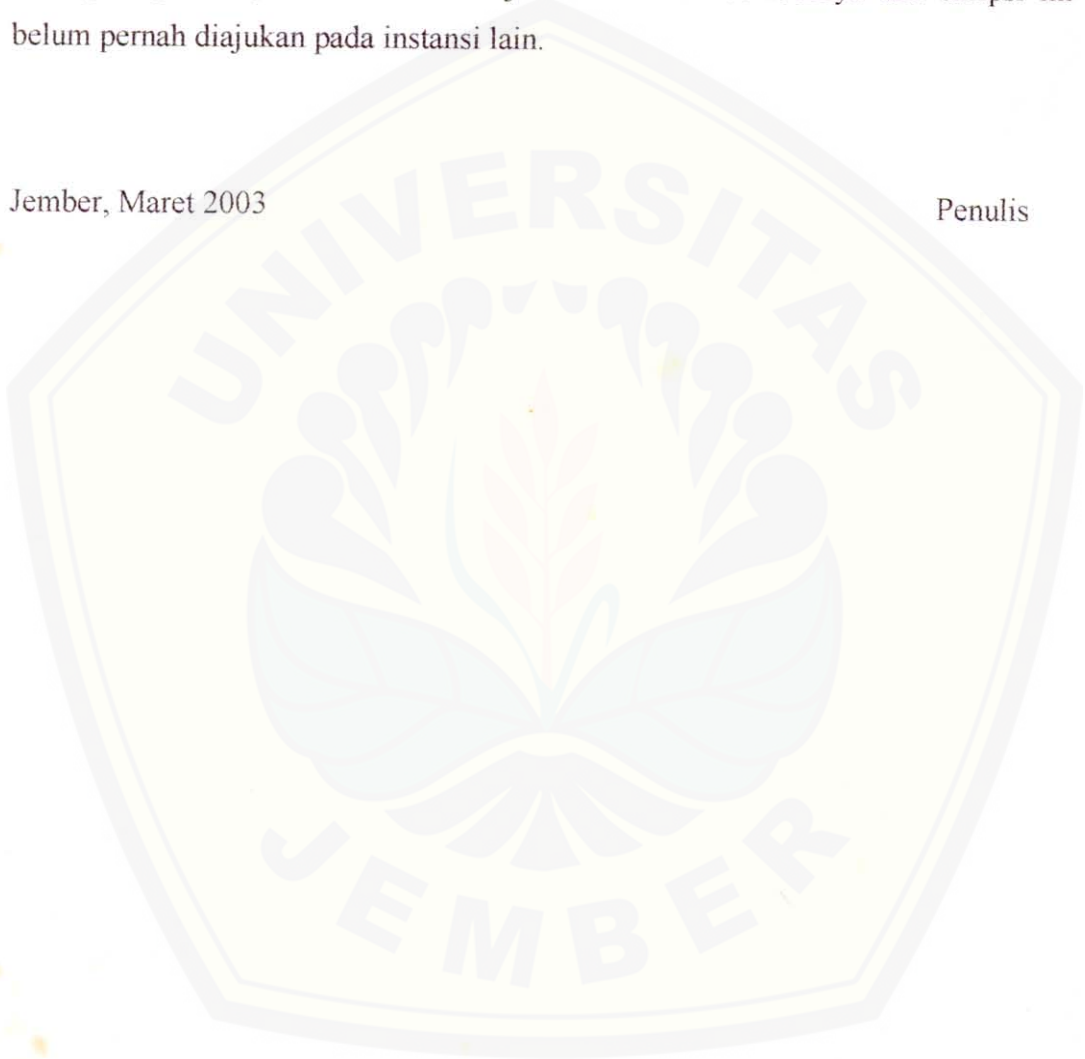 belum pernah diajukan pada instansi lain.
Jember, Maret 2003
Penulis
UNIVERSITAS
JEMBER